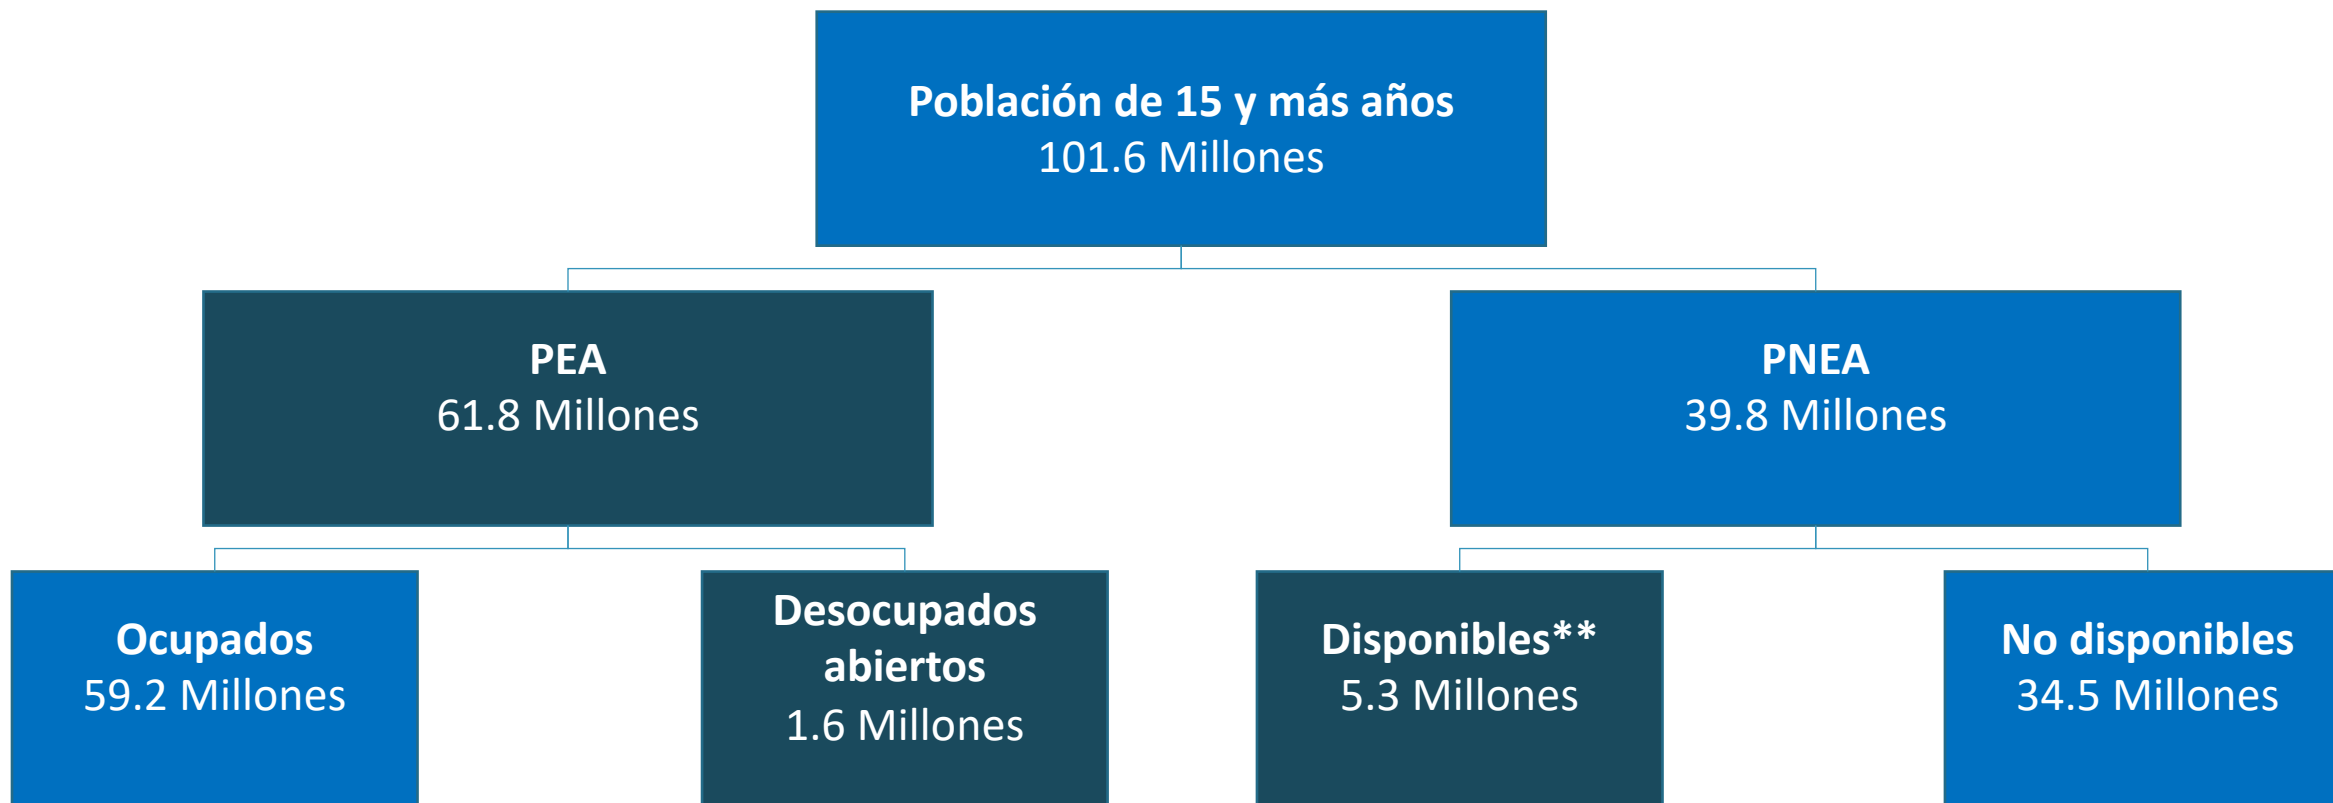 Población de 15 y más años
101.6 Millones
PEA
61.8 Millones
PNEA
39.8 Millones
Ocupados
59.2 Millones
Desocupados
abiertos
1.6 Millones
Disponibles**
5.3 Millones
No disponibles
34.5 Millones